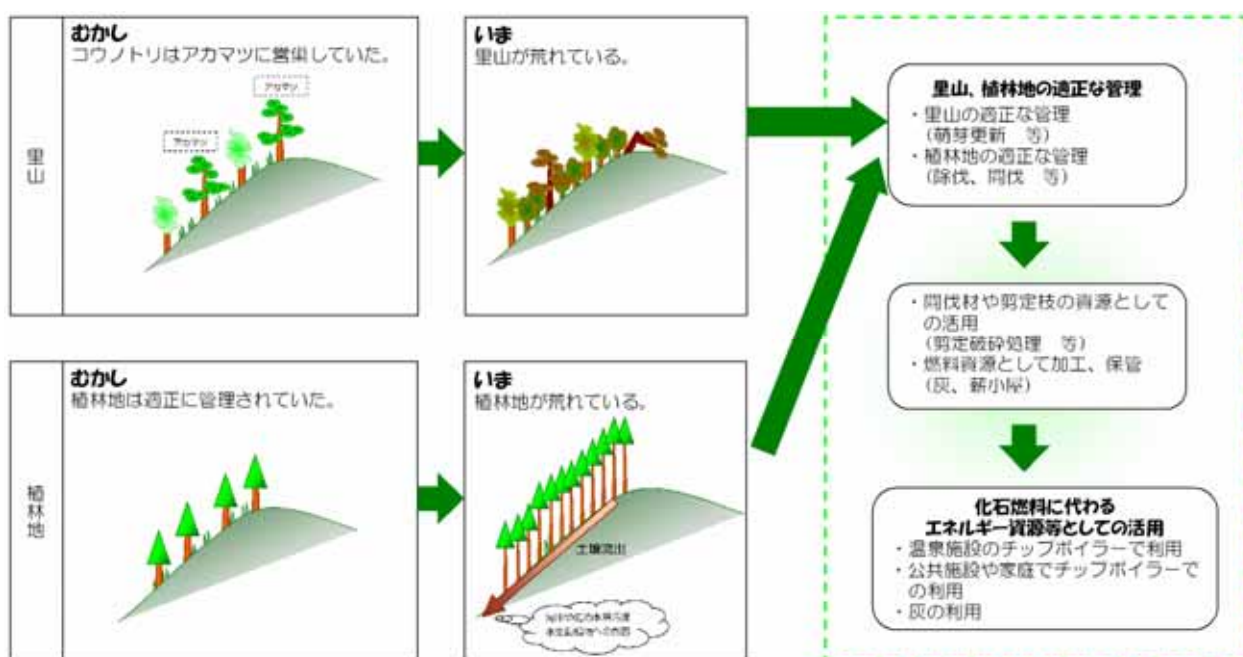 里山
むかし
コウノトリはアカマツに営巣していた。
アカマツ
アカマツ
いま
里山が荒れている。
植林地
むかし
植林地は適正に管理されていた。
いま
植林地が荒れている。
土壌流出
里山、植林地の適正な管理
・里山の適正な管理
(萌芽更新 等)
・植林地の適正な管理
(除伐、間伐 等)
・間伐材や剪定枝の資源として
の活用
(剪定破砕処理 等)
・燃料資源として加工、保管
(灰、薪小屋)
化石燃料に代わる
エネルギー資源等としての活用
・温泉施設のチップボイラーで利用
・公共施設や家庭でチップボイラーで
の利用
・灰の利用